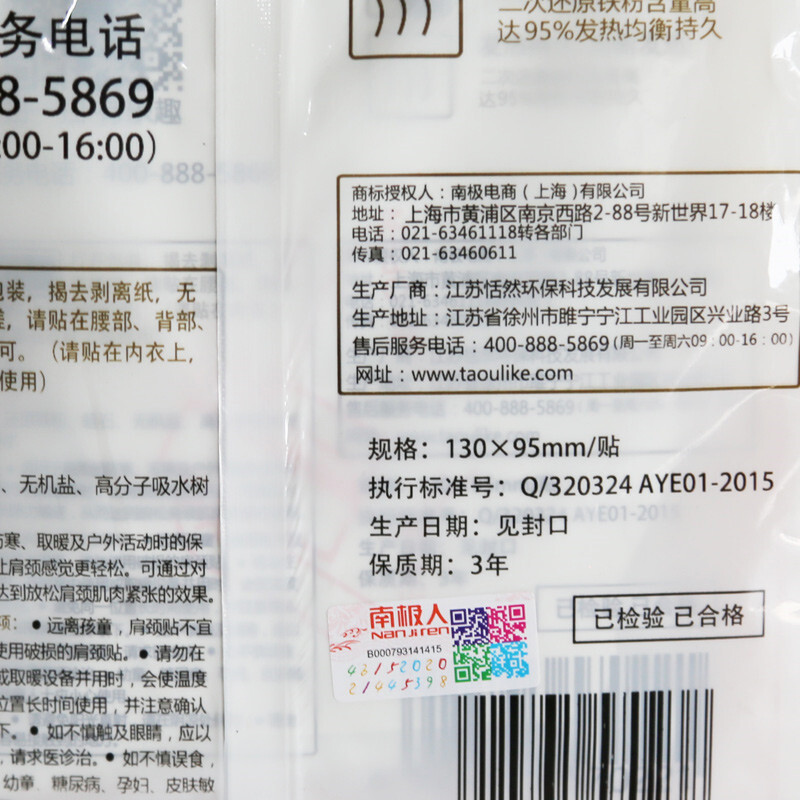 务电话
8-5869
:00-16:00)
二次还原铁粉含量高
达95%发热均衡持久
商标授权人：南极电商（上海）有限公司
地址：上海市黄浦区南京西路2-88号新世界17-18楼
电话：021-63461118转各部门
传真：021-63460611
生产厂商：江苏恬然环保科技发展有限公司
生产地址：江苏省徐州市睢宁宁江工业园区兴业路3号
售后服务电话：400-888-5869(周一至周六09：00-16：00)
网址：www.taoulike.com
包装，揭去剥离纸，无
请贴在腰部、背部、
可。（请贴在内衣上，
使用）
规格：130×95mm/贴
执行标准号：Q/320324 AYE01-2015
生产日期：见封口
保质期：3年
、无机盐、高分子吸水树
防寒、取暖及户外活动时的保
让肩颈感觉更轻松。可通过对
达到放松肩颈肌肉紧张的效果。
项：●远离孩童，肩颈贴不宜
使用破损的肩颈贴。●请勿在
或取暖设备并用时，会使温度
位置长时间使用，并注意确认
下。●如不慎触及眼睛，应以
，请求医诊治。●如不慎误食，
幼童、糖尿病、孕妇、皮肤敏
已检验 已合格
南极人
NanJiren
B000793141415
43152020
21445398